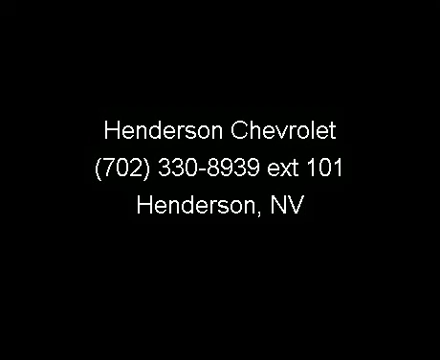 Henderson Chevrolet
(702) 330-8939 ext 101
Henderson, NV